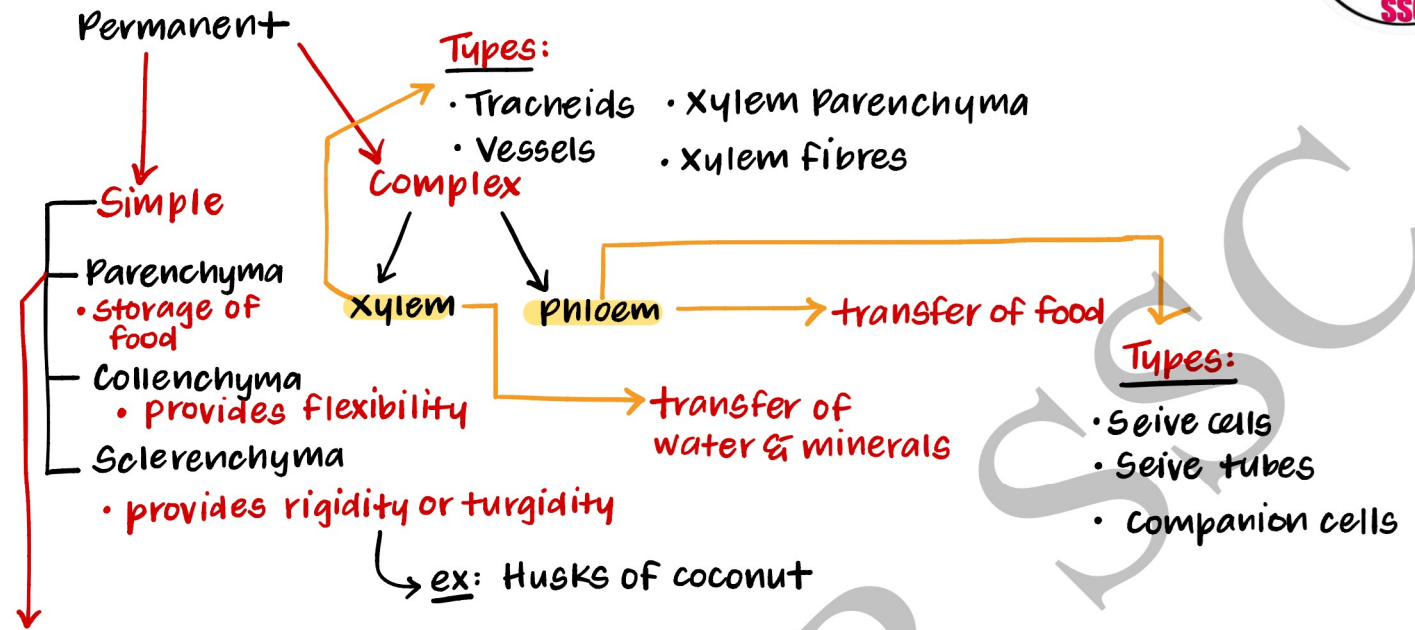 Permanent
Types:
• Tracheids • Xylem Parenchyma
• Vessels • Xylem Fibres
Simple
Complex
Parenchyma
• storage of
food
Xylem
Phloem
transfer of food
Collenchyma
• provides flexibility
transfer of
water & minerals
Types:
• Seive cells
• Seive tubes
• companion cells
Sclerenchyma
• provides rigidity or turgidity
ex: Husks of coconut
SSC